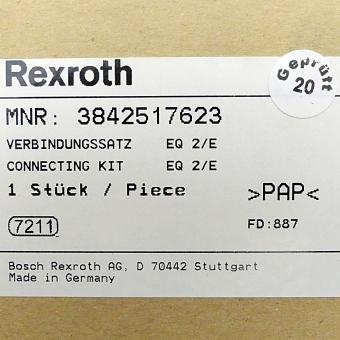 Rexroth
Geprüft
20
MNR: 3842517623
VERBINDUNGSSATZ EQ 2/E
CONNECTING KIT EQ 2/E
1 Stück / Piece >PAP<
7211 FD:887
Bosch Rexroth AG, D 70442 Stuttgart
Made in Germany